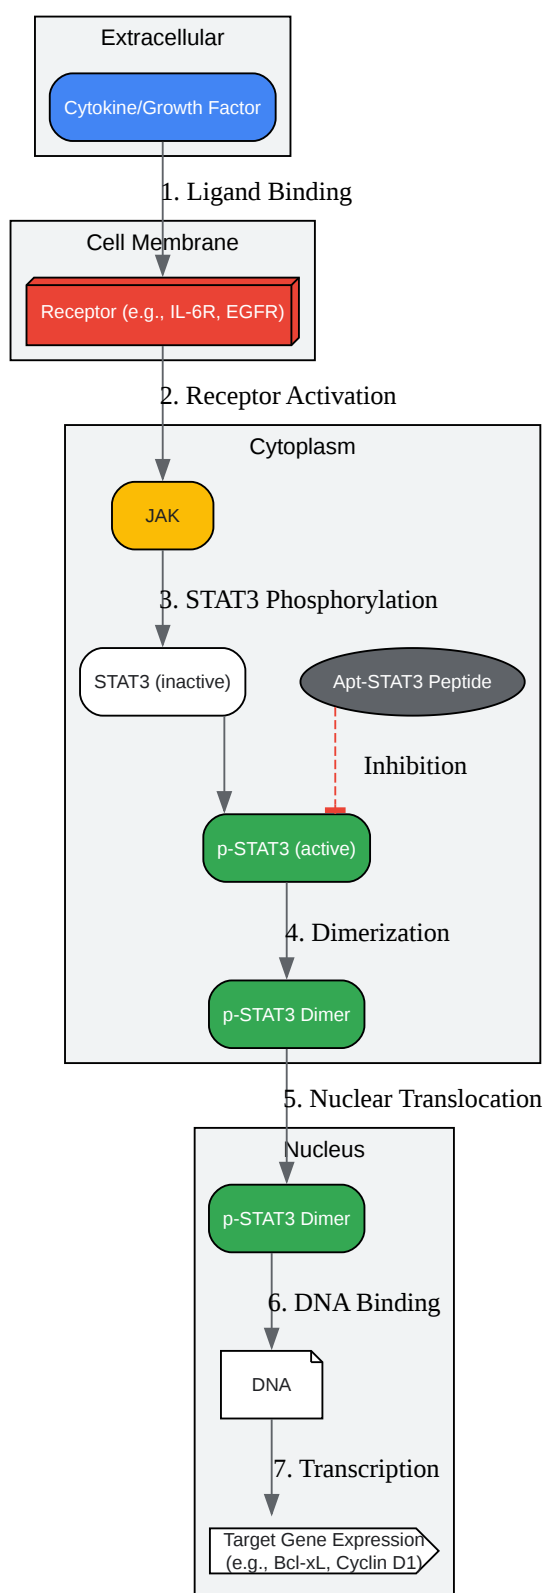 Extracellular
Cytokine/Growth Factor
1. Ligand Binding
Cell Membrane
Receptor (e.g., IL-6R, EGFR)
2. Receptor Activation
Cytoplasm
JAK
3. STAT3 Phosphorylation
STAT3 (inactive)
Apt-STAT3 Peptide
Inhibition
p-STAT3 (active)
4. Dimerization
p-STAT3 Dimer
5. Nuclear Translocation
Nucleus
p-STAT3 Dimer
6. DNA Binding
DNA
7. Transcription
Target Gene Expression
(e.g., Bcl-xL, Cyclin D1)